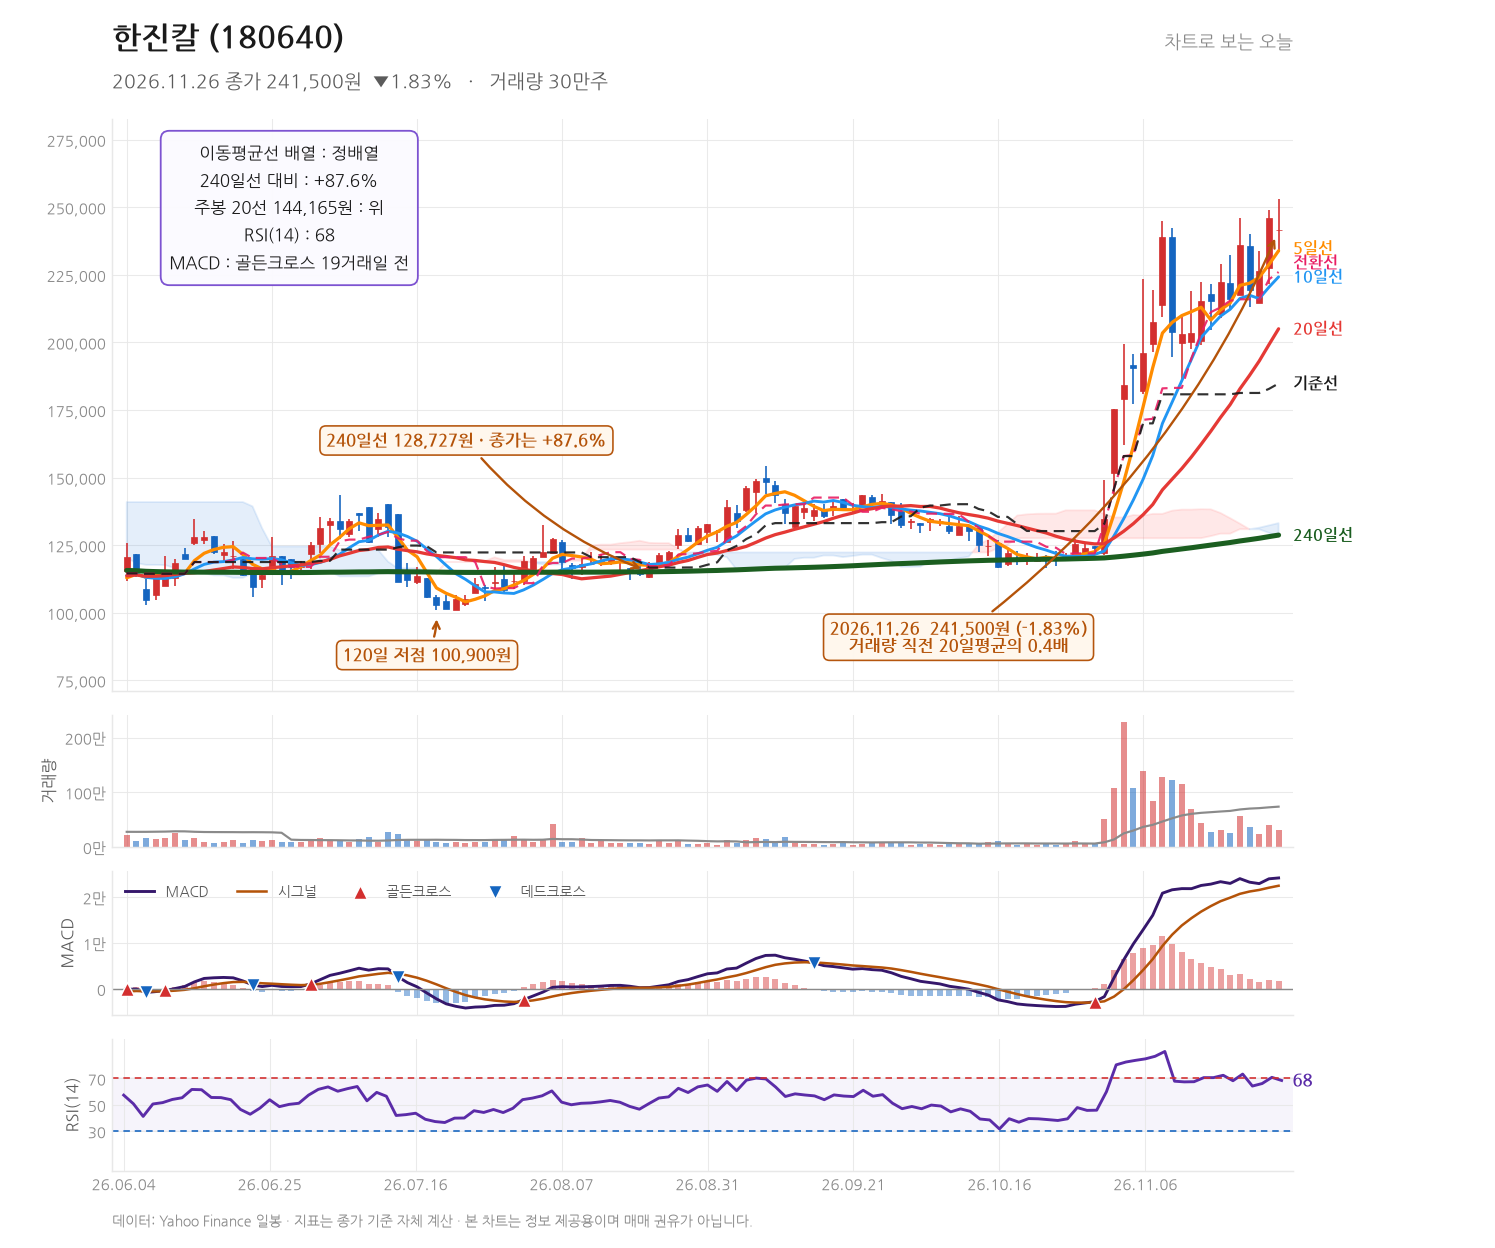 한진칼 (180640)
차트로 보는 오늘
2026.11.26 종가 241,500원 ▼1.83% · 거래량 30만주
275,000
250,000
225,000
200,000
175,000
150,000
125,000
100,000
75,000
이동평균선 배열 : 정배열
240일선 대비 : +87.6%
주봉 20선 144,165원 : 위
RSI(14) : 68
MACD : 골든크로스 19거래일 전
5일선
전환선
10일선
20일선
기준선
240일선
240일선 128,727원 · 종가는 +87.6%
120일 저점 100,900원
2026.11.26 241,500원 (-1.83%)
거래량 직전 20일평균의 0.4배
거래량
200만
100만
0만
MACD
MACD 시그널 골든크로스 데드크로스
2만
1만
0
RSI(14)
70
50
30
68
26.06.04 26.06.25 26.07.16 26.08.07 26.08.31 26.09.21 26.10.16 26.11.06
데이터: Yahoo Finance 일봉 · 지표는 종가 기준 자체 계산 · 본 차트는 정보 제공용이며 매매 권유가 아닙니다.